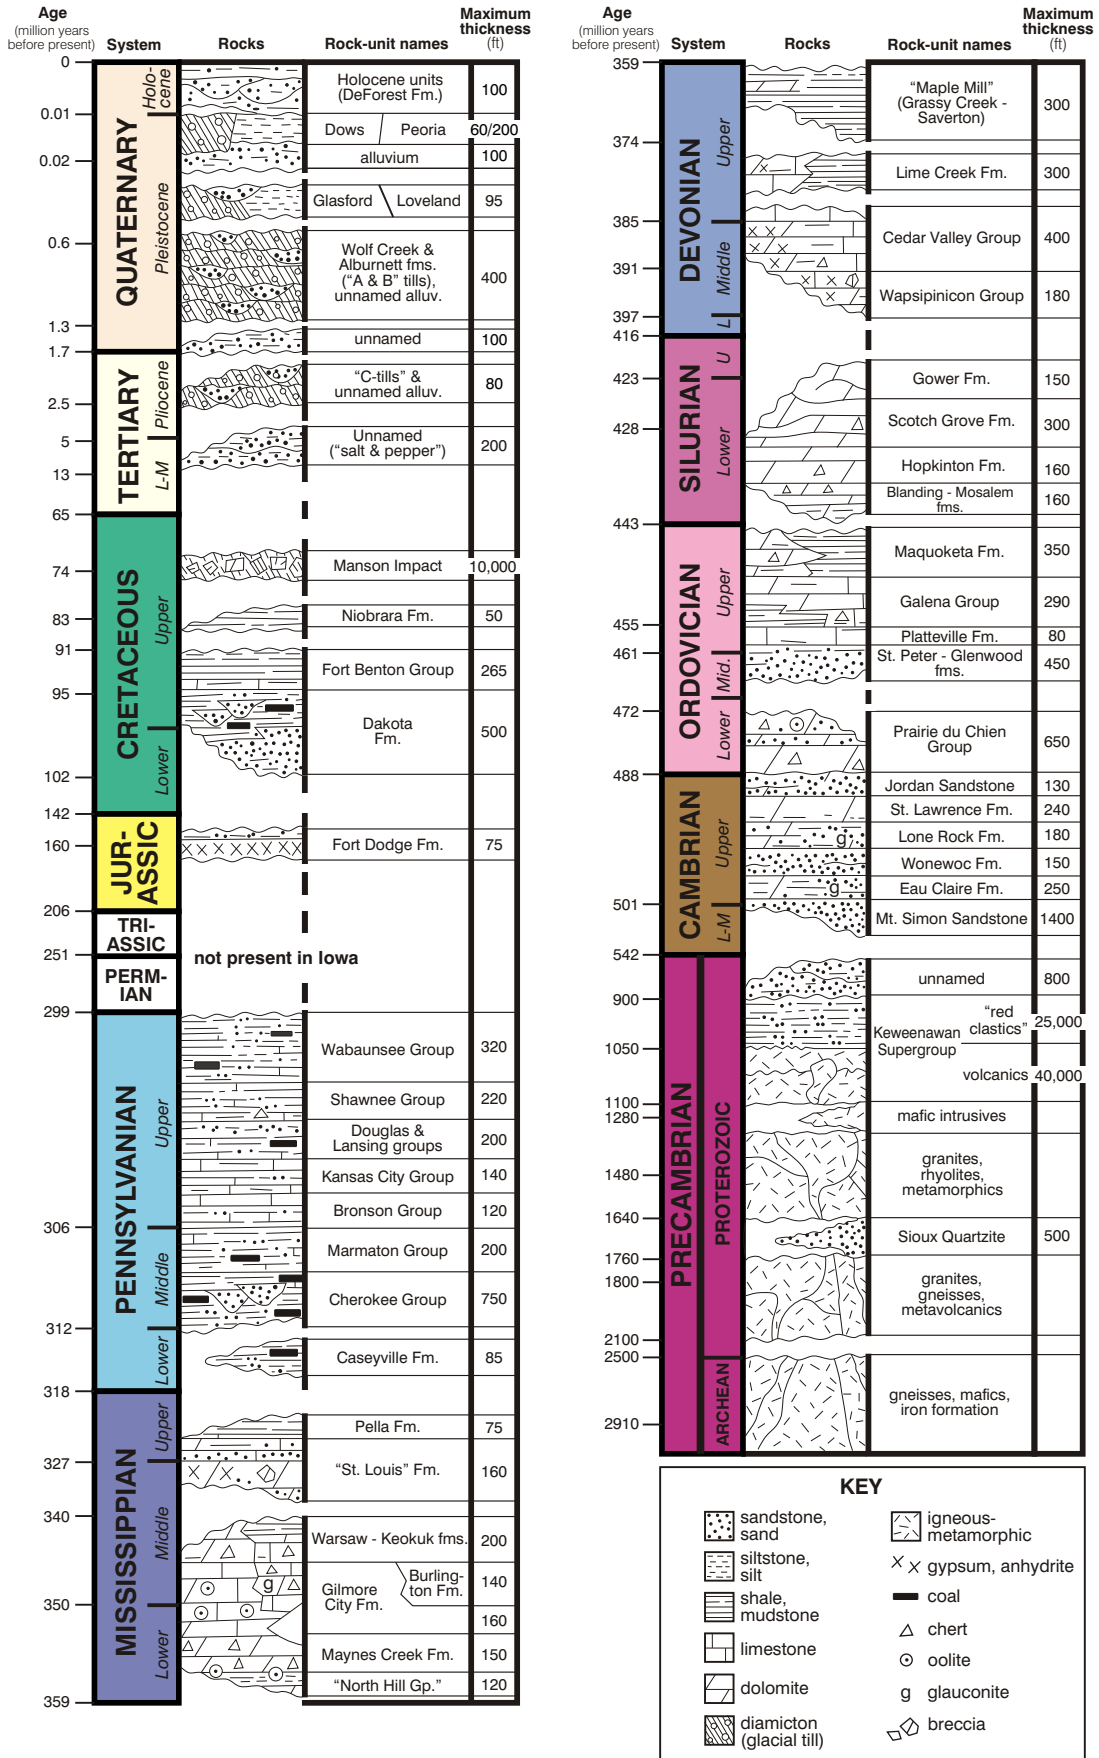 Age
(million years
before present)
System
Rocks
Rock-unit names
Maximum
thickness
(ft)
0
0.01
0.02
0.6
1.3
1.7
2.5
5
13
65
74
83
91
95
102
142
160
206
251
299
306
312
318
327
340
350
359
QUATERNARY
Holo-
cene
Pleistocene
TERTIARY
Pliocene
L-M
CRETACEOUS
Upper
Lower
JUR-
ASSIC
TRI-
ASSIC
PERM-
IAN
PENNSYLVANIAN
Upper
Middle
Lower
MISSISSIPPIAN
Upper
Middle
Lower
Holocene units
(DeForest Fm.)
100
Dows / Peoria
60/200
alluvium
100
Glasford \ Loveland
95
Wolf Creek &
Alburnett fms.
("A & B" tills),
unnamed alluv.
400
unnamed
100
"C-tills" &
unnamed alluv.
80
Unnamed
("salt & pepper")
200
Manson Impact
10,000
Niobrara Fm.
50
Fort Benton Group
265
Dakota
Fm.
500
Fort Dodge Fm.
75
not present in Iowa
Wabaunsee Group
320
Shawnee Group
220
Douglas &
Lansing groups
200
Kansas City Group
140
Bronson Group
120
Marmaton Group
200
Cherokee Group
750
Caseyville Fm.
85
Pella Fm.
75
"St. Louis" Fm.
160
Warsaw - Keokuk fms.
200
g
Gilmore
City Fm.
Burling-
ton Fm.
140
160
Maynes Creek Fm.
150
"North Hill Gp."
120
Age
(million years
before present)
System
Rocks
Rock-unit names
Maximum
thickness
(ft)
359
374
385
391
397
416
423
428
443
455
461
472
488
501
542
900
1050
1100
1280
1480
1640
1760
1800
2100
2500
2910
DEVONIAN
Upper
Middle
L
SILURIAN
U
Lower
ORDOVICIAN
Upper
Mid.
Lower
CAMBRIAN
Upper
L-M
PRECAMBRIAN
PROTEROZOIC
ARCHEAN
"Maple Mill"
(Grassy Creek -
Saverton)
300
Lime Creek Fm.
300
Cedar Valley Group
400
Wapsipinicon Group
180
Gower Fm.
150
Scotch Grove Fm.
300
Hopkinton Fm.
160
Blanding - Mosalem
fms.
160
Maquoketa Fm.
350
Galena Group
290
Platteville Fm.
80
St. Peter - Glenwood
fms.
450
Prairie du Chien
Group
650
Jordan Sandstone
130
St. Lawrence Fm.
240
g
Lone Rock Fm.
180
Wonewoc Fm.
150
g
Eau Claire Fm.
250
Mt. Simon Sandstone
1400
unnamed
800
Keweenawan
Supergroup
"red
clastics"
25,000
volcanics
40,000
mafic intrusives
granites,
rhyolites,
metamorphics
Sioux Quartzite
500
granites,
gneisses,
metavolcanics
gneisses, mafics,
iron formation
KEY
sandstone,
sand
siltstone,
silt
shale,
mudstone
limestone
dolomite
diamicton
(glacial till)
igneous-
metamorphic
gypsum, anhydrite
coal
chert
oolite
g glauconite
breccia